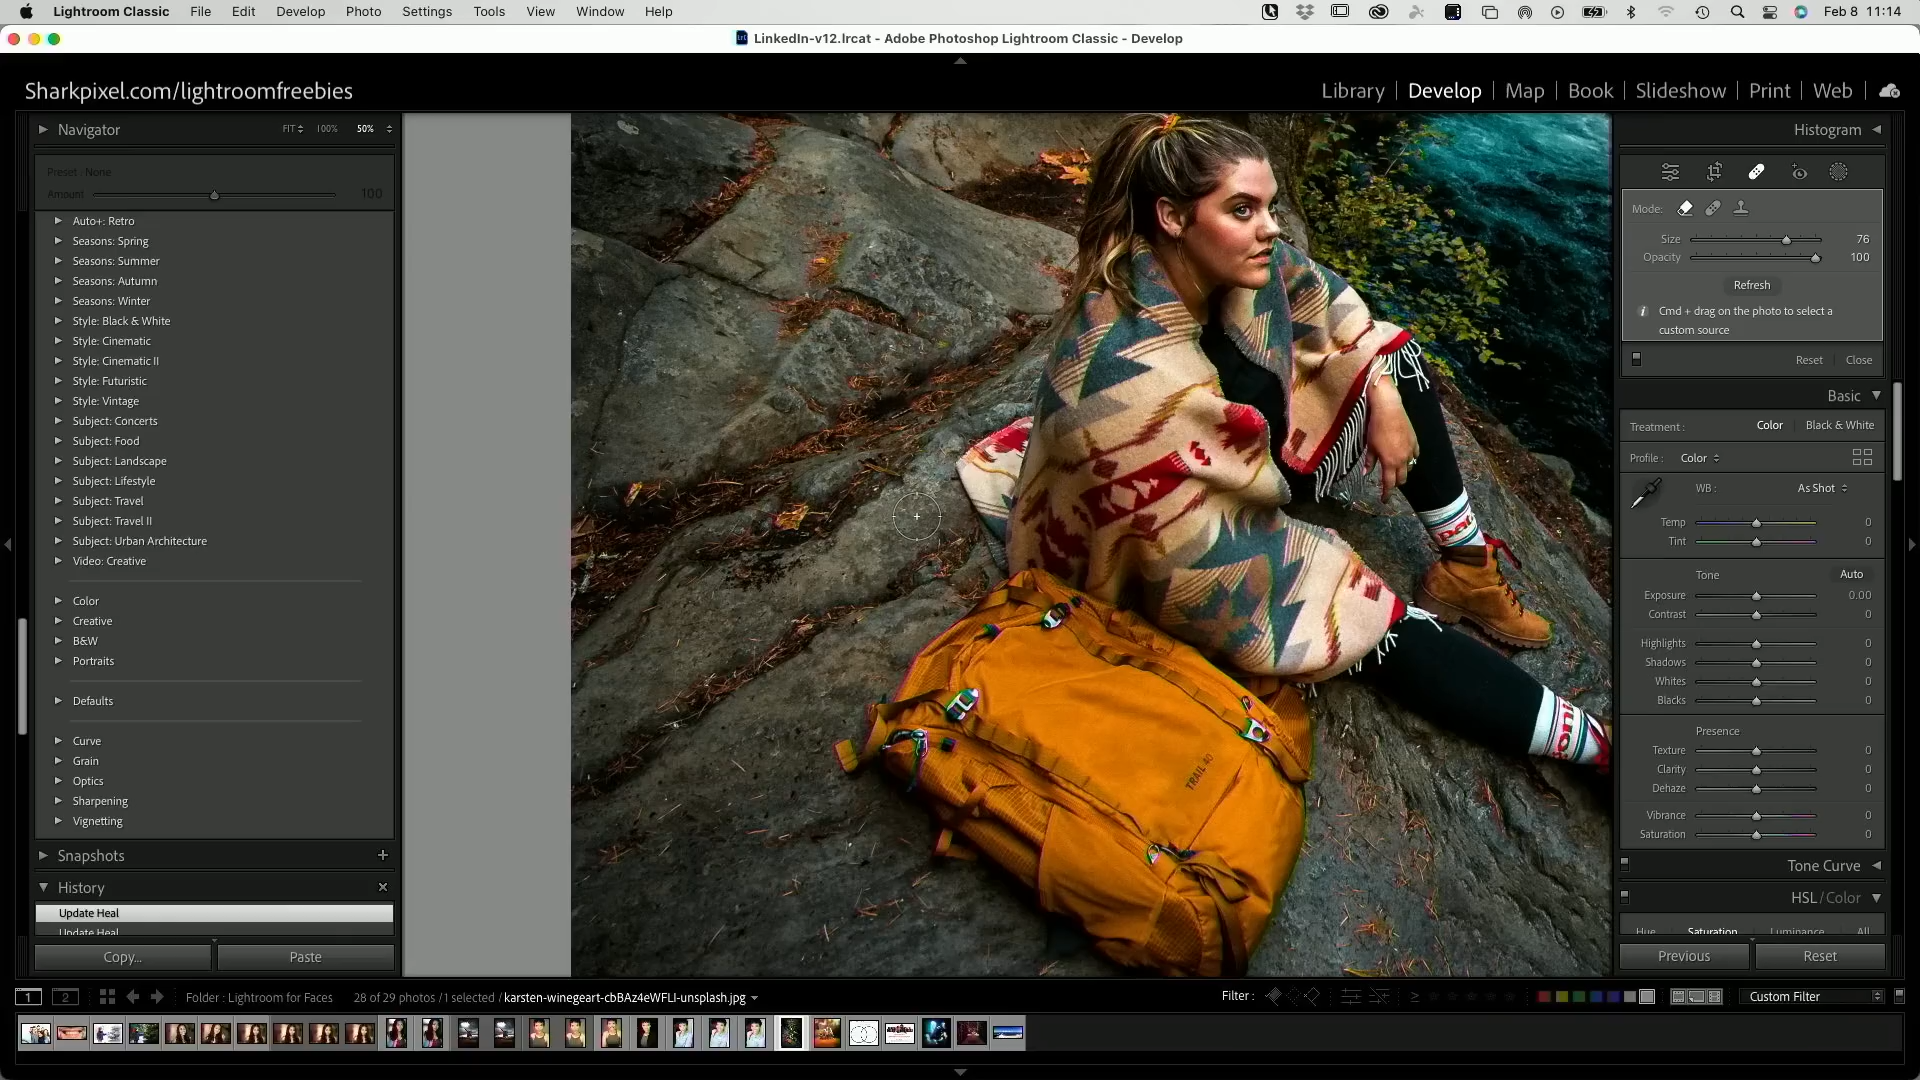 Lightroom Classic File Edit Develop Photo Settings Tools View Window Help Feb 8 11:14
LinkedIn-v12.lrcat - Adobe Photoshop Lightroom Classic - Develop
Sharkpixel.com/lightroomfreebies
Library | Develop | Map | Book | Slideshow | Print | Web
Navigator FIT 100% 50%
Preset : None
Amount 100
Auto+: Retro
Seasons: Spring
Seasons: Summer
Seasons: Autumn
Seasons: Winter
Style: Black & White
Style: Cinematic
Style: Cinematic II
Style: Futuristic
Style: Vintage
Subject: Concerts
Subject: Food
Subject: Landscape
Subject: Lifestyle
Subject: Travel
Subject: Travel II
Subject: Urban Architecture
Video: Creative
Color
Creative
B&W
Portraits
Defaults
Curve
Grain
Optics
Sharpening
Vignetting
Snapshots +
History
Update Heal
Update Heal
Copy... Paste
TRAIL 40
Histogram
Mode:
Size 76
Opacity 100
Refresh
Cmd + drag on the photo to select a
custom source
Reset Close
Basic
Treatment : Color Black & White
Profile : Color
WB : As Shot
Temp 0
Tint 0
Tone Auto
Exposure 0.00
Contrast 0
Highlights 0
Shadows 0
Whites 0
Blacks 0
Presence
Texture 0
Clarity 0
Dehaze 0
Vibrance 0
Saturation 0
Tone Curve
HSL / Color
Hue Saturation Luminance All
Previous Reset
1 2 Folder : Lightroom for Faces 28 of 29 photos / 1 selected / karsten-winegeart-cbBAz4eWFLI-unsplash.jpg Filter : Custom Filter